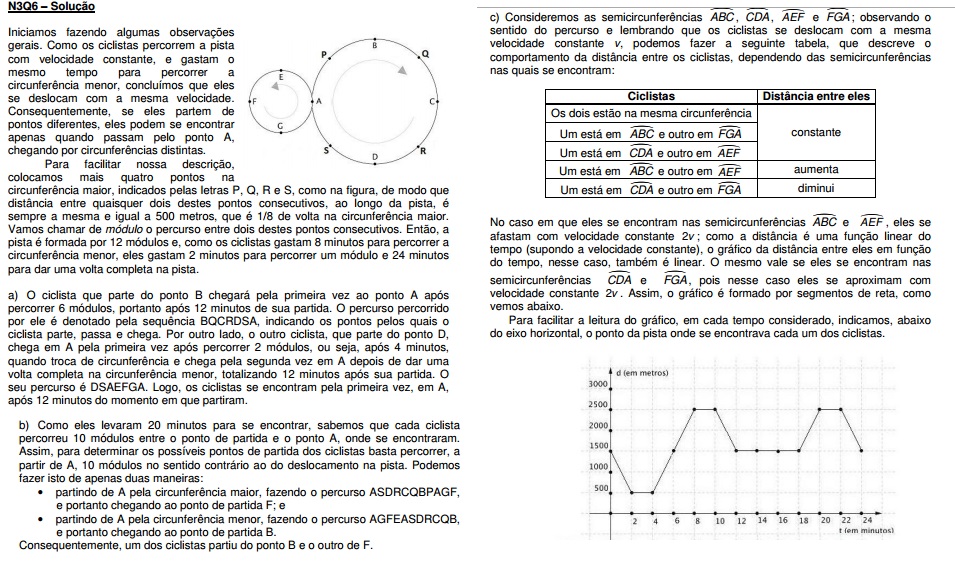 N3Q6 – Solução
Iniciamos fazendo algumas observações
gerais. Como os ciclistas percorrem a pista
com velocidade constante, e gastam o
mesmo tempo para percorrer a
circunferência menor, concluímos que eles
se deslocam com a mesma velocidade.
Consequentemente, se eles partem de
pontos diferentes, eles podem se encontrar
apenas quando passam pelo ponto A,
chegando por circunferências distintas.
Para facilitar nossa descrição,
colocamos mais quatro pontos na
circunferência maior, indicados pelas letras P, Q, R e S, como na figura, de modo que
distância entre quaisquer dois destes pontos consecutivos, ao longo da pista, é
sempre a mesma e igual a 500 metros, que é 1/8 de volta na circunferência maior.
Vamos chamar de módulo o percurso entre dois destes pontos consecutivos. Então, a
pista é formada por 12 módulos e, como os ciclistas gastam 8 minutos para percorrer a
circunferência menor, eles gastam 2 minutos para percorrer um módulo e 24 minutos
para dar uma volta completa na pista.
B
P
Q
E
F
A
C
G
S
R
D
a) O ciclista que parte do ponto B chegará pela primeira vez ao ponto A após
percorrer 6 módulos, portanto após 12 minutos de sua partida. O percurso percorrido
por ele é denotado pela sequência BQCRDSA, indicando os pontos pelos quais o
ciclista parte, passa e chega. Por outro lado, o outro ciclista, que parte do ponto D,
chega em A pela primeira vez após percorrer 2 módulos, ou seja, após 4 minutos,
quando troca de circunferência e chega pela segunda vez em A depois de dar uma
volta completa na circunferência menor, totalizando 12 minutos após sua partida. O
seu percurso é DSAEFGA. Logo, os ciclistas se encontram pela primeira vez, em A,
após 12 minutos do momento em que partiram.
b) Como eles levaram 20 minutos para se encontrar, sabemos que cada ciclista
percorreu 10 módulos entre o ponto de partida e o ponto A, onde se encontraram.
Assim, para determinar os possíveis pontos de partida dos ciclistas basta percorrer, a
partir de A, 10 módulos no sentido contrário ao do deslocamento na pista. Podemos
fazer isto de apenas duas maneiras:
• partindo de A pela circunferência maior, fazendo o percurso ASDRCQBPAGF,
e portanto chegando ao ponto de partida F; e
• partindo de A pela circunferência menor, fazendo o percurso AGFEASDRCQB,
e portanto chegando ao ponto de partida B.
Consequentemente, um dos ciclistas partiu do ponto B e o outro de F.
c) Consideremos as semicircunferências ABC, CDA, AEF e FGA; observando o
sentido do percurso e lembrando que os ciclistas se deslocam com a mesma
velocidade constante v, podemos fazer a seguinte tabela, que descreve o
comportamento da distância entre os ciclistas, dependendo das semicircunferências
nas quais se encontram:
Ciclistas Distância entre eles
Os dois estão na mesma circunferência
Um está em ABC e outro em FGA constante
Um está em CDA e outro em AEF
Um está em ABC e outro em AEF aumenta
Um está em CDA e outro em FGA diminui
No caso em que eles se encontram nas semicircunferências ABC e AEF, eles se
afastam com velocidade constante 2v; como a distância é uma função linear do
tempo (supondo a velocidade constante), o gráfico da distância entre eles em função
do tempo, nesse caso, também é linear. O mesmo vale se eles se encontram nas
semicircunferências CDA e FGA, pois nesse caso eles se aproximam com
velocidade constante 2v. Assim, o gráfico é formado por segmentos de reta, como
vemos abaixo.
Para facilitar a leitura do gráfico, em cada tempo considerado, indicamos, abaixo
do eixo horizontal, o ponto da pista onde se encontrava cada um dos ciclistas.
d (em metros)
3000
2500
2000
1500
1000
500
2 4 6 8 10 12 14 16 18 20 22 24
t (em minutos)